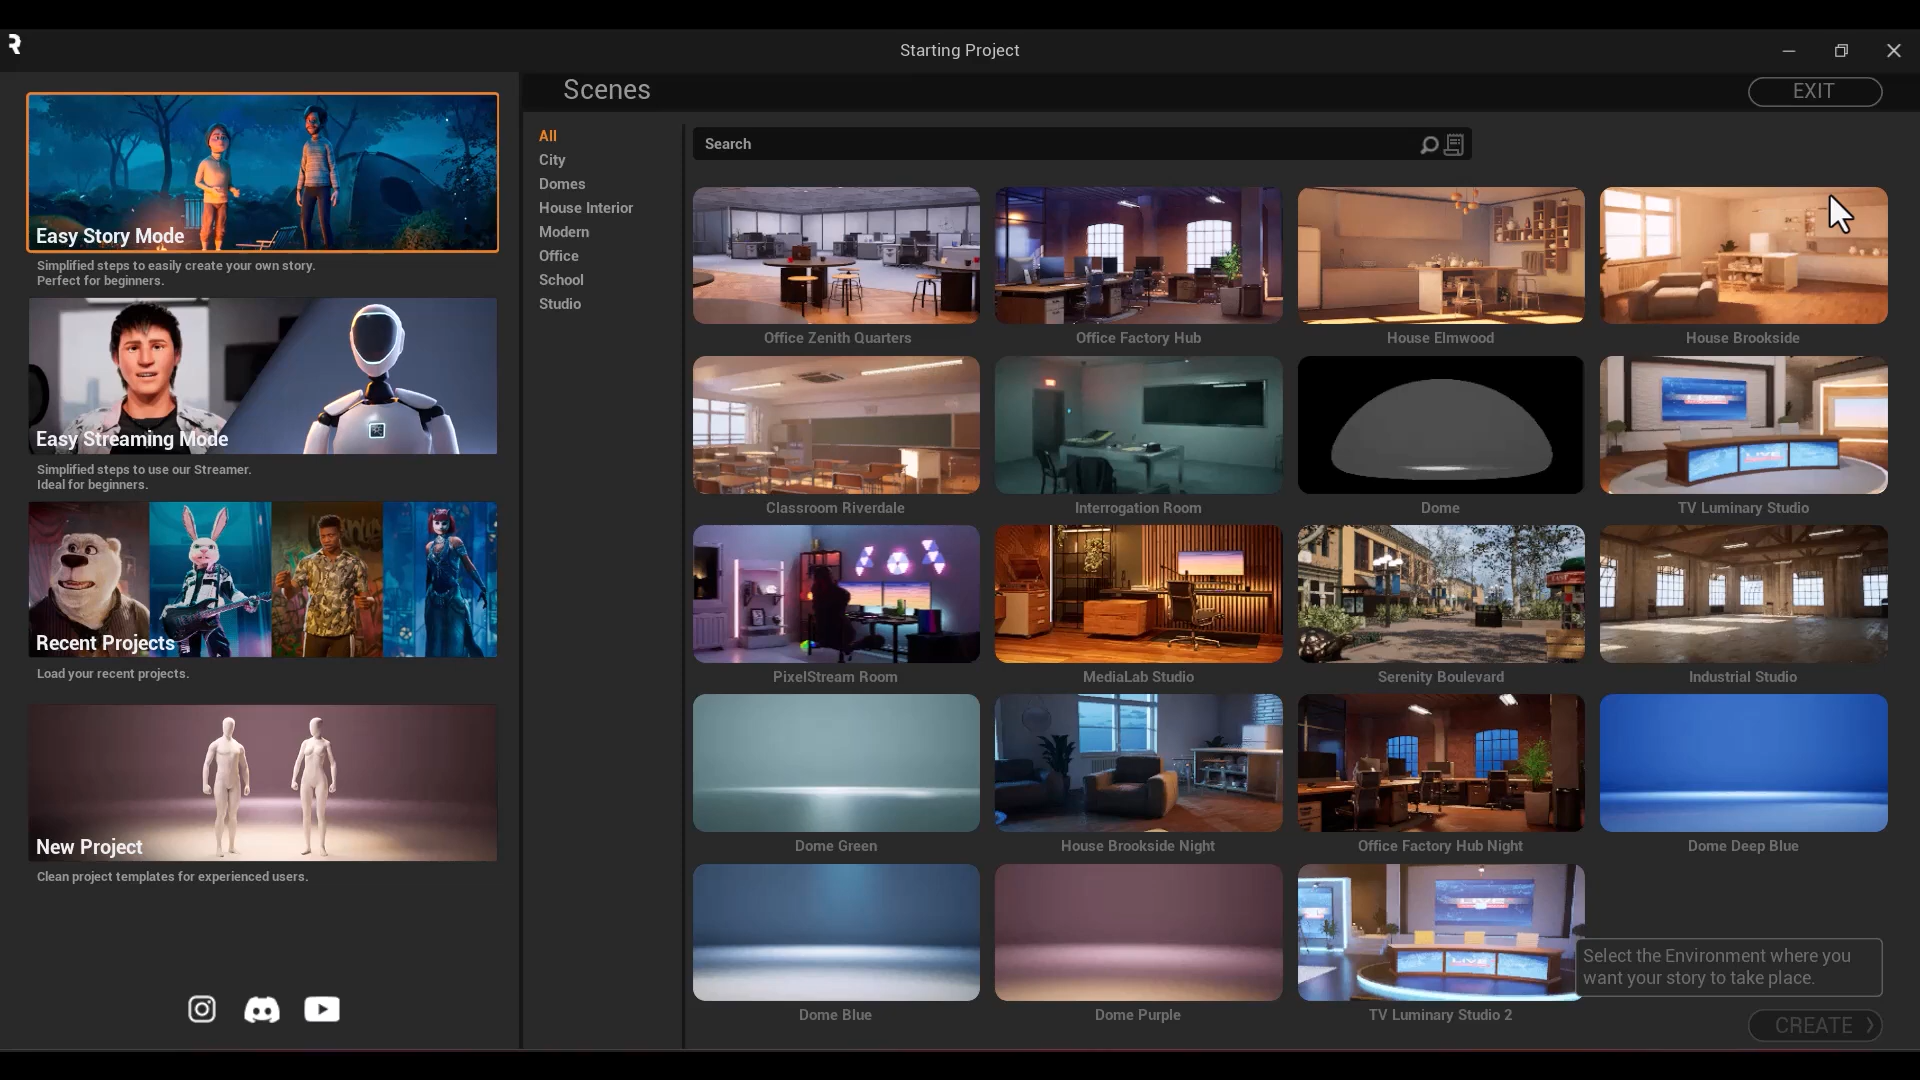 Starting Project
Scenes
EXIT
Easy Story Mode
Simplified steps to easily create your own story.
Perfect for beginners.
Easy Streaming Mode
Simplified steps to use our Streamer.
Ideal for beginners.
Recent Projects
Load your recent projects.
New Project
Clean project templates for experienced users.
All
City
Domes
House Interior
Modern
Office
School
Studio
Search
Office Zenith Quarters
Office Factory Hub
House Elmwood
House Brookside
Classroom Riverdale
Interrogation Room
Dome
LIVE
TV Luminary Studio
PixelStream Room
MediaLab Studio
Serenity Boulevard
Industrial Studio
Dome Green
House Brookside Night
Office Factory Hub Night
Dome Deep Blue
Dome Blue
Dome Purple
LIVE
LIVE
TV Luminary Studio 2
Select the Environment where you
want your story to take place.
CREATE